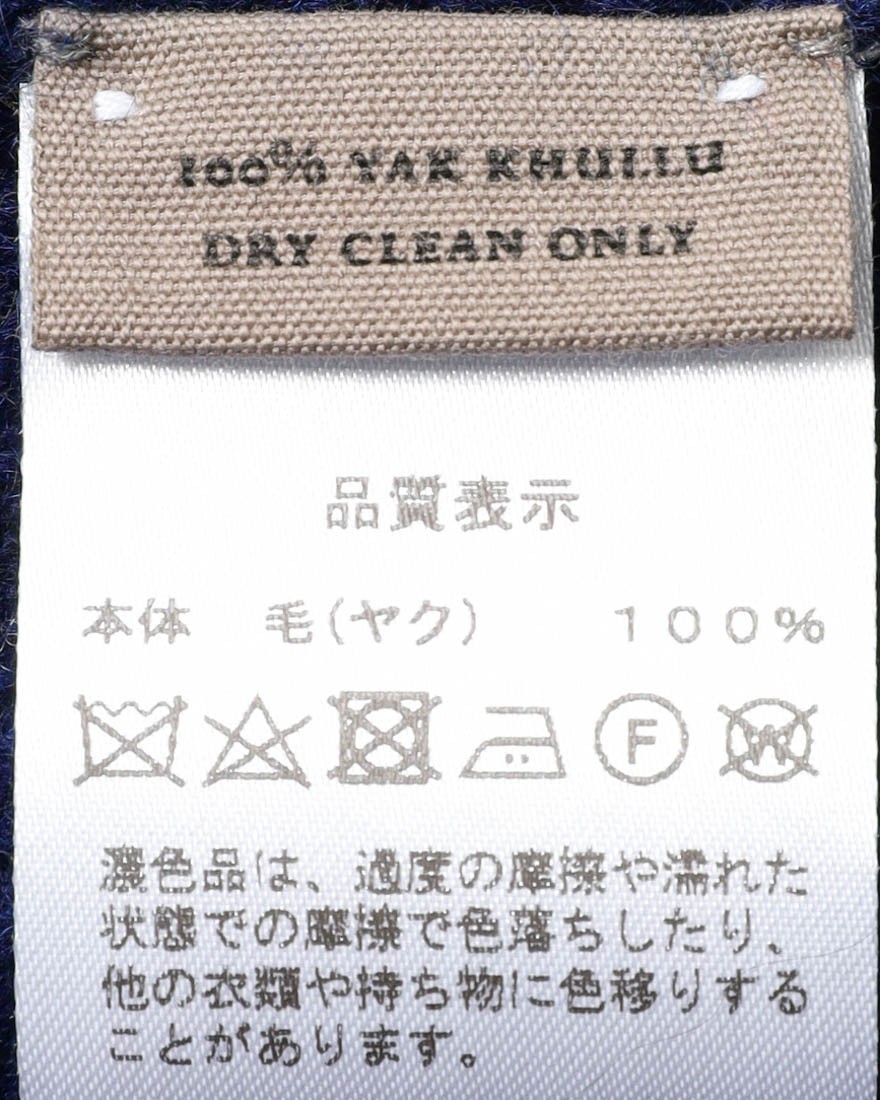 100% YAK KHULLU
DRY CLEAN ONLY
品質表示
本体 毛(ヤク) 100%
F W
濃色品は、過度の摩擦や濡れた
状態での摩擦で色落ちしたり、
他の衣類や持ち物に色移りする
ことがあります。